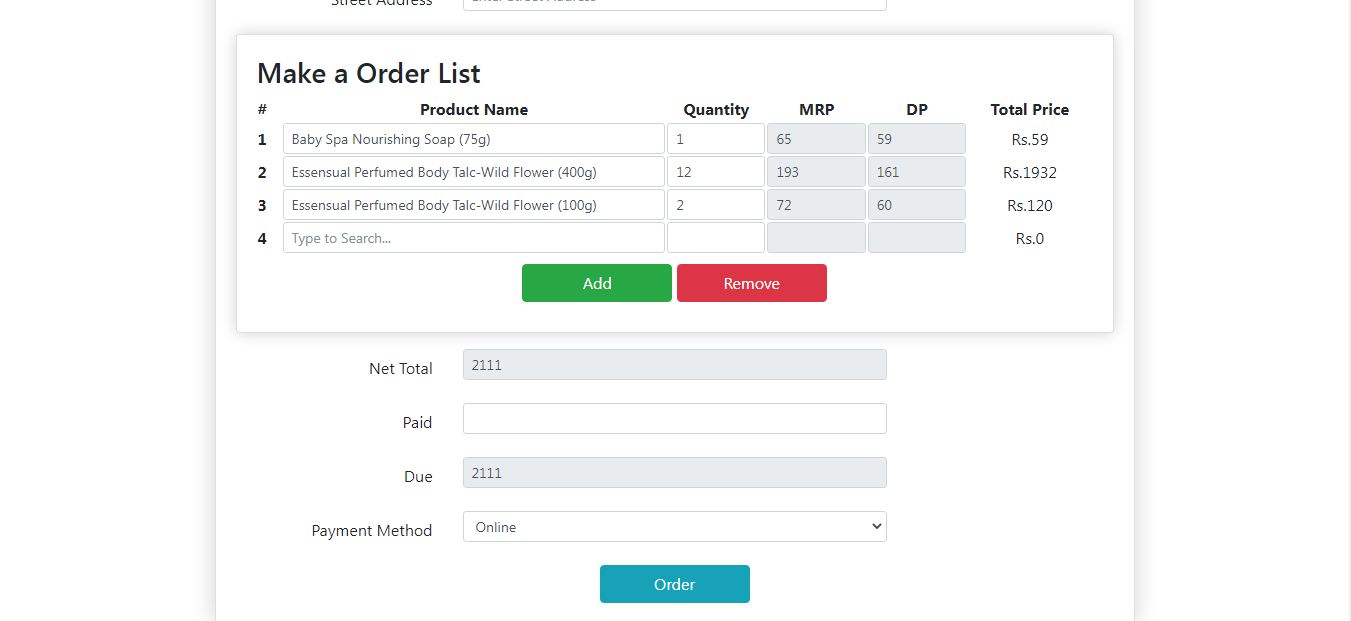 Street Address Enter Street Address
Make a Order List
# Product Name Quantity MRP DP Total Price
1 Baby Spa Nourishing Soap (75g) 1 65 59 Rs.59
2 Essensual Perfumed Body Talc-Wild Flower (400g) 12 193 161 Rs.1932
3 Essensual Perfumed Body Talc-Wild Flower (100g) 2 72 60 Rs.120
4 Type to Search... Rs.0
Add Remove
Net Total 2111
Paid
Due 2111
Payment Method Online
Order